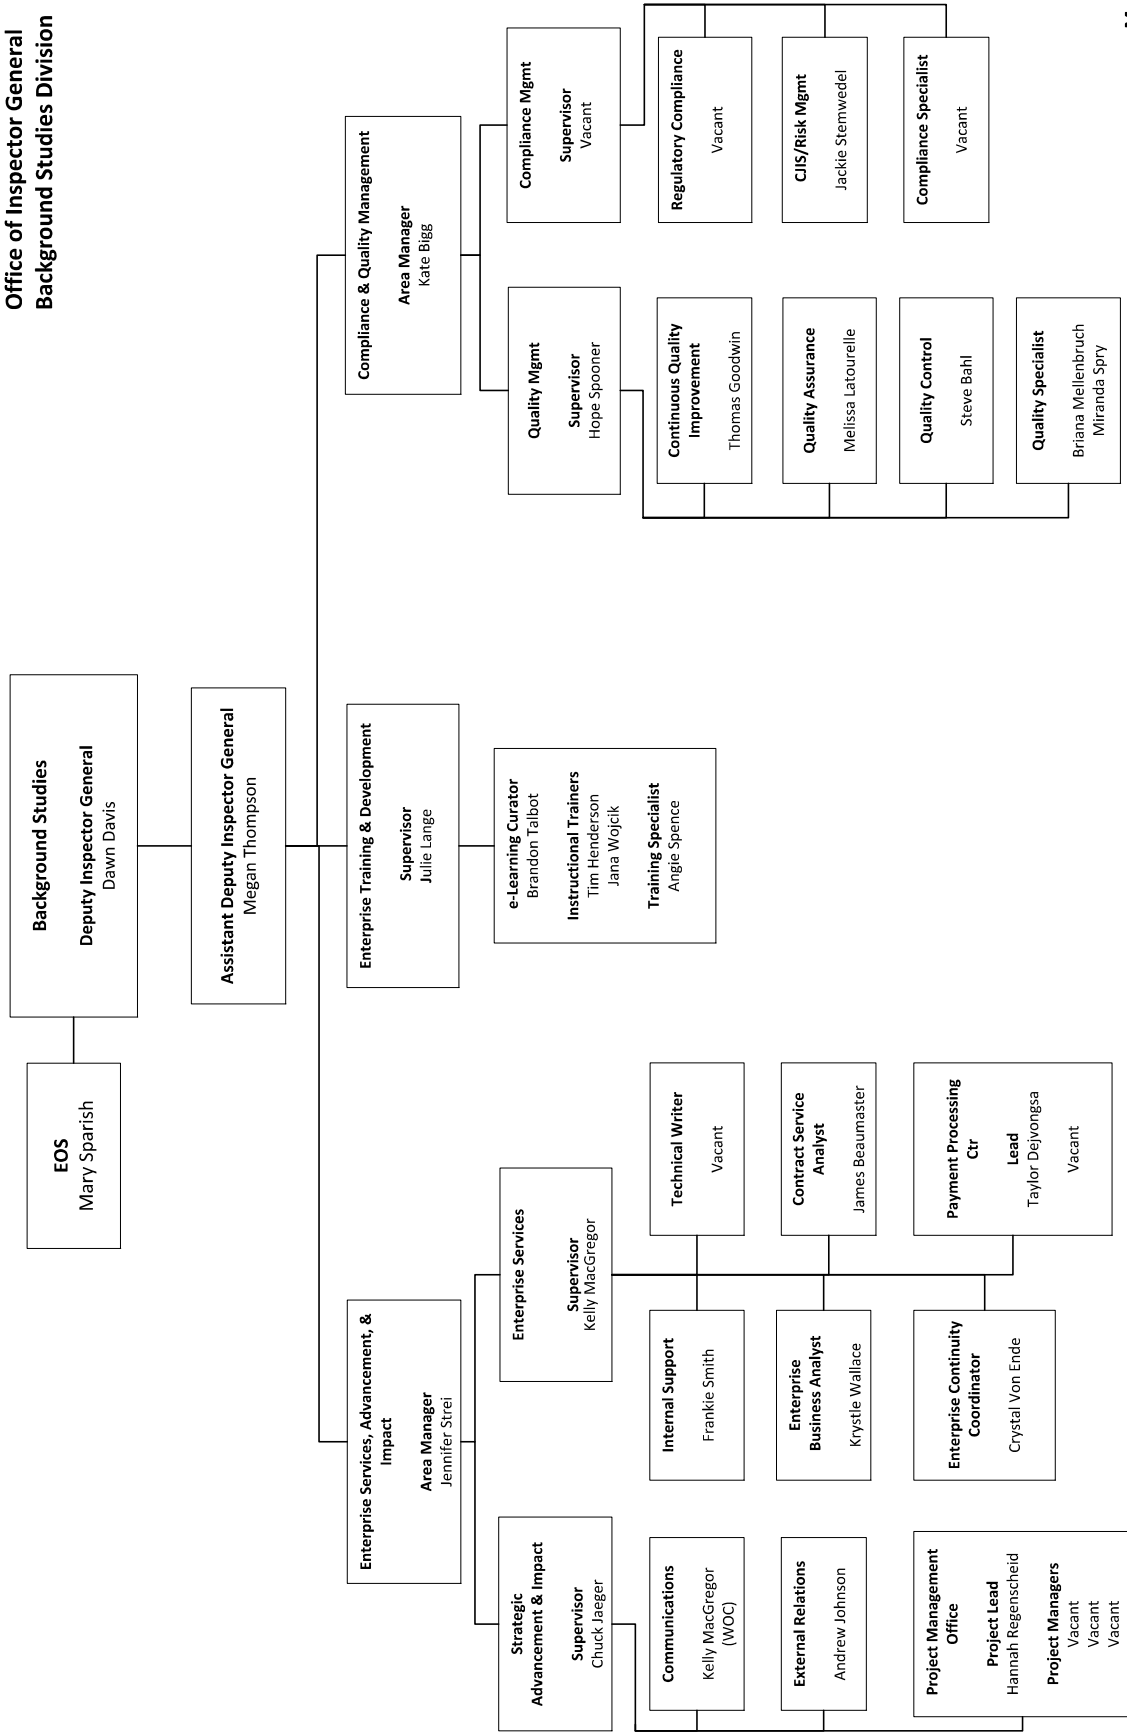 Office of Inspector General
Background Studies Division
Background Studies
Deputy Inspector General
Dawn Davis
EOS
Mary Sparish
Assistant Deputy Inspector General
Megan Thompson
Enterprise Services, Advancement, &
Impact
Area Manager
Jennifer Strei
Strategic
Advancement & Impact
Supervisor
Chuck Jaeger
Communications
Kelly MacGregor
(WOC)
External Relations
Andrew Johnson
Project Management
Office
Project Lead
Hannah Regenscheid
Project Managers
Vacant
Vacant
Vacant
Enterprise Services
Supervisor
Kelly MacGregor
Internal Support
Frankie Smith
Technical Writer
Vacant
Enterprise
Business Analyst
Krystle Wallace
Contract Service
Analyst
James Beaumaster
Enterprise Continuity
Coordinator
Crystal Von Ende
Payment Processing
Ctr
Lead
Taylor Dejvongsa
Vacant
Enterprise Training & Development
Supervisor
Julie Lange
e-Learning Curator
Brandon Talbot
Instructional Trainers
Tim Henderson
Jana Wojcik
Training Specialist
Angie Spence
Compliance & Quality Management
Area Manager
Kate Bigg
Quality Mgmt
Supervisor
Hope Spooner
Continuous Quality
Improvement
Thomas Goodwin
Quality Assurance
Melissa Latourelle
Quality Control
Steve Bahl
Quality Specialist
Briana Mellenbruch
Miranda Spry
Compliance Mgmt
Supervisor
Vacant
Regulatory Compliance
Vacant
CJIS/Risk Mgmt
Jackie Stemwedel
Compliance Specialist
Vacant